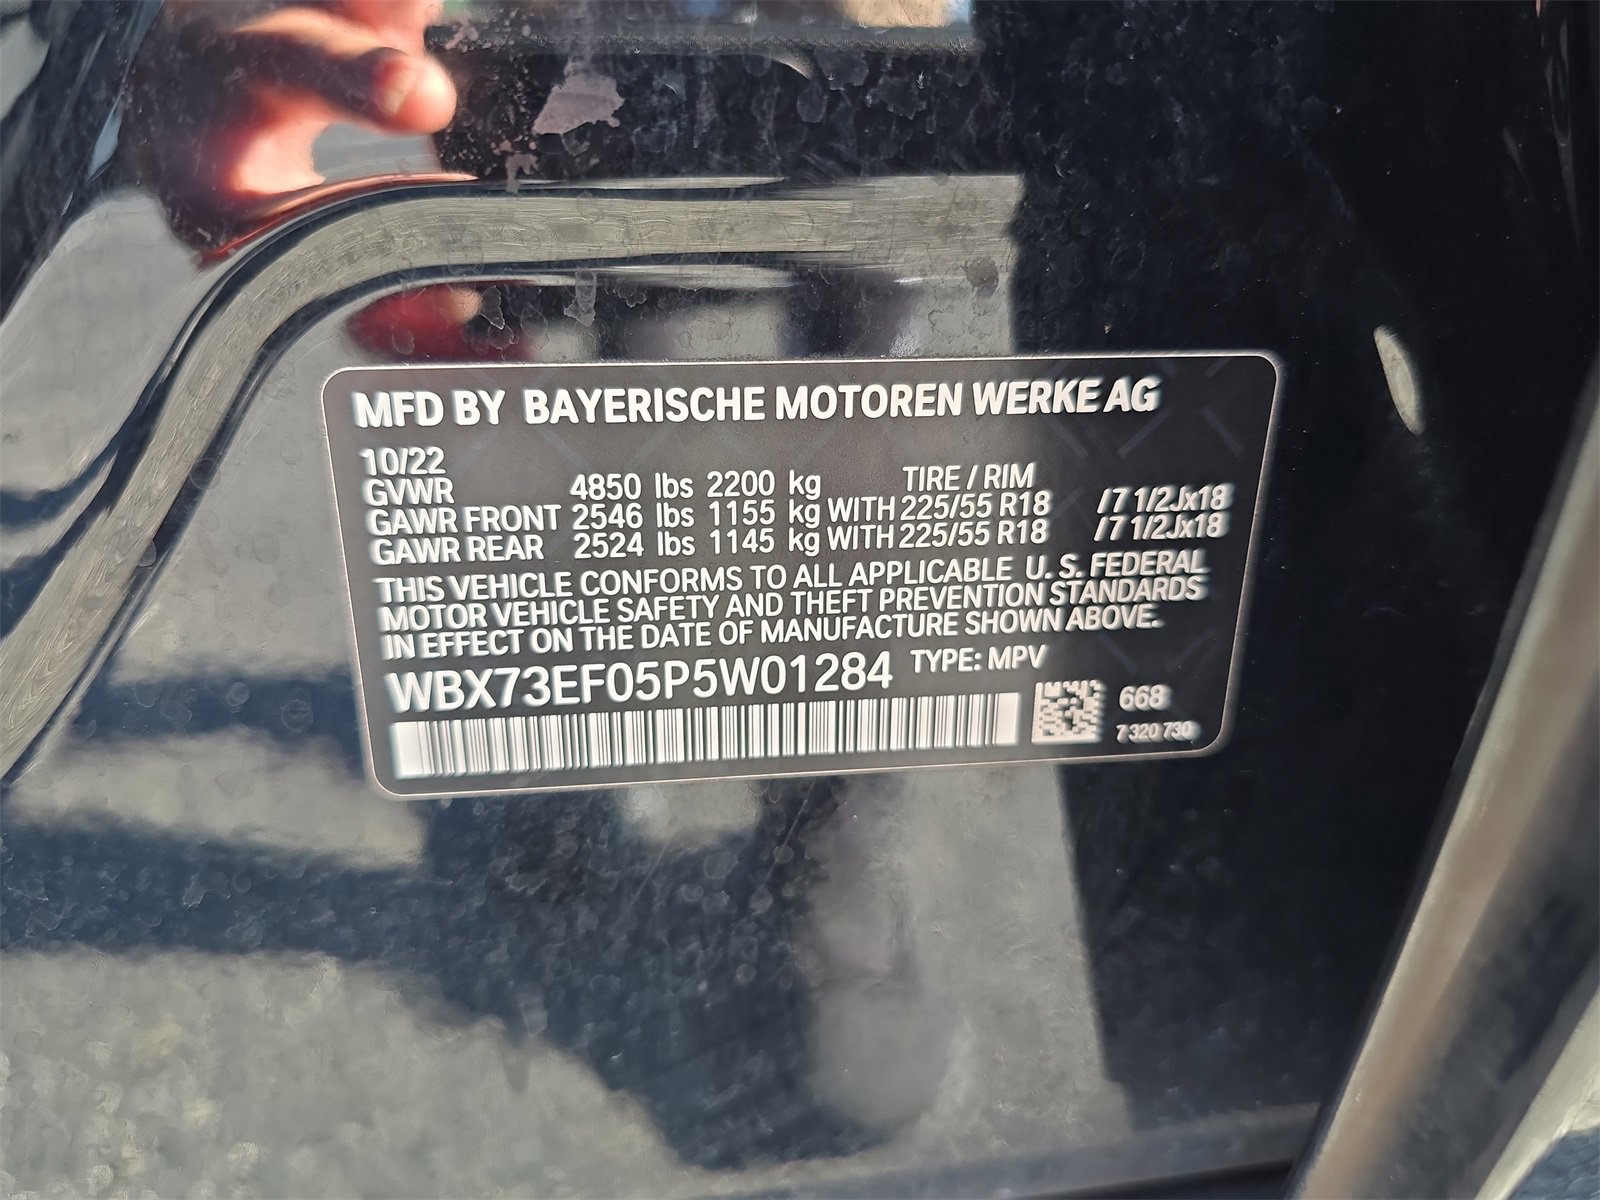 MFD BY BAYERISCHE MOTOREN WERKE AG
10/22 TIRE / RIM
GVWR 4850 lbs 2200 kg
GAWR FRONT 2546 lbs 1155 kg WITH 225/55 R18 /7 1/2Jx18
GAWR REAR 2524 lbs 1145 kg WITH 225/55 R18 /7 1/2Jx18
THIS VEHICLE CONFORMS TO ALL APPLICABLE U. S. FEDERAL
MOTOR VEHICLE SAFETY AND THEFT PREVENTION STANDARDS
IN EFFECT ON THE DATE OF MANUFACTURE SHOWN ABOVE.
WBX73EF05P5W01284 TYPE: MPV
668
7 320 730